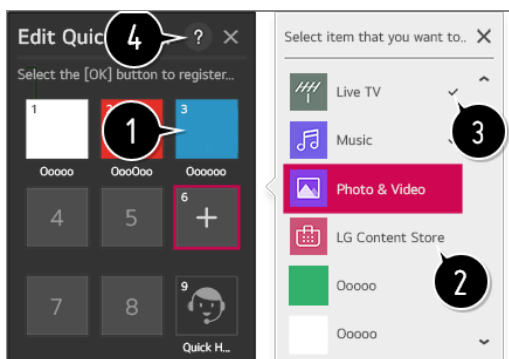 Edit Quic
4
?
Select the [OK] button to register...
1
2
3
1
Ooooo
OooOoo
Oooooo
4
5
6
+
7
8
9
Quick H...
Select item that you want to..
Live TV
3
Music
Photo & Video
LG Content Store
2
Ooooo
Ooooo